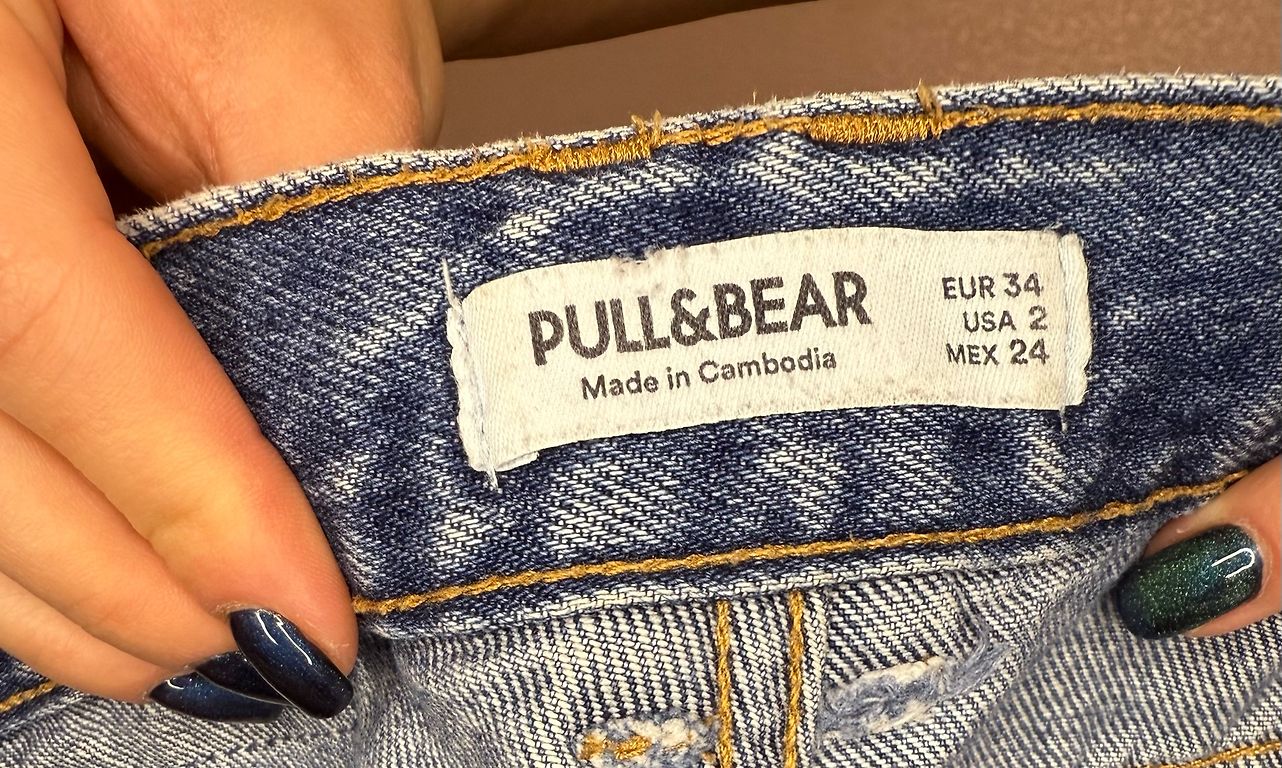 PULL&BEAR
Made in Cambodia
EUR 34
USA 2
MEX 24